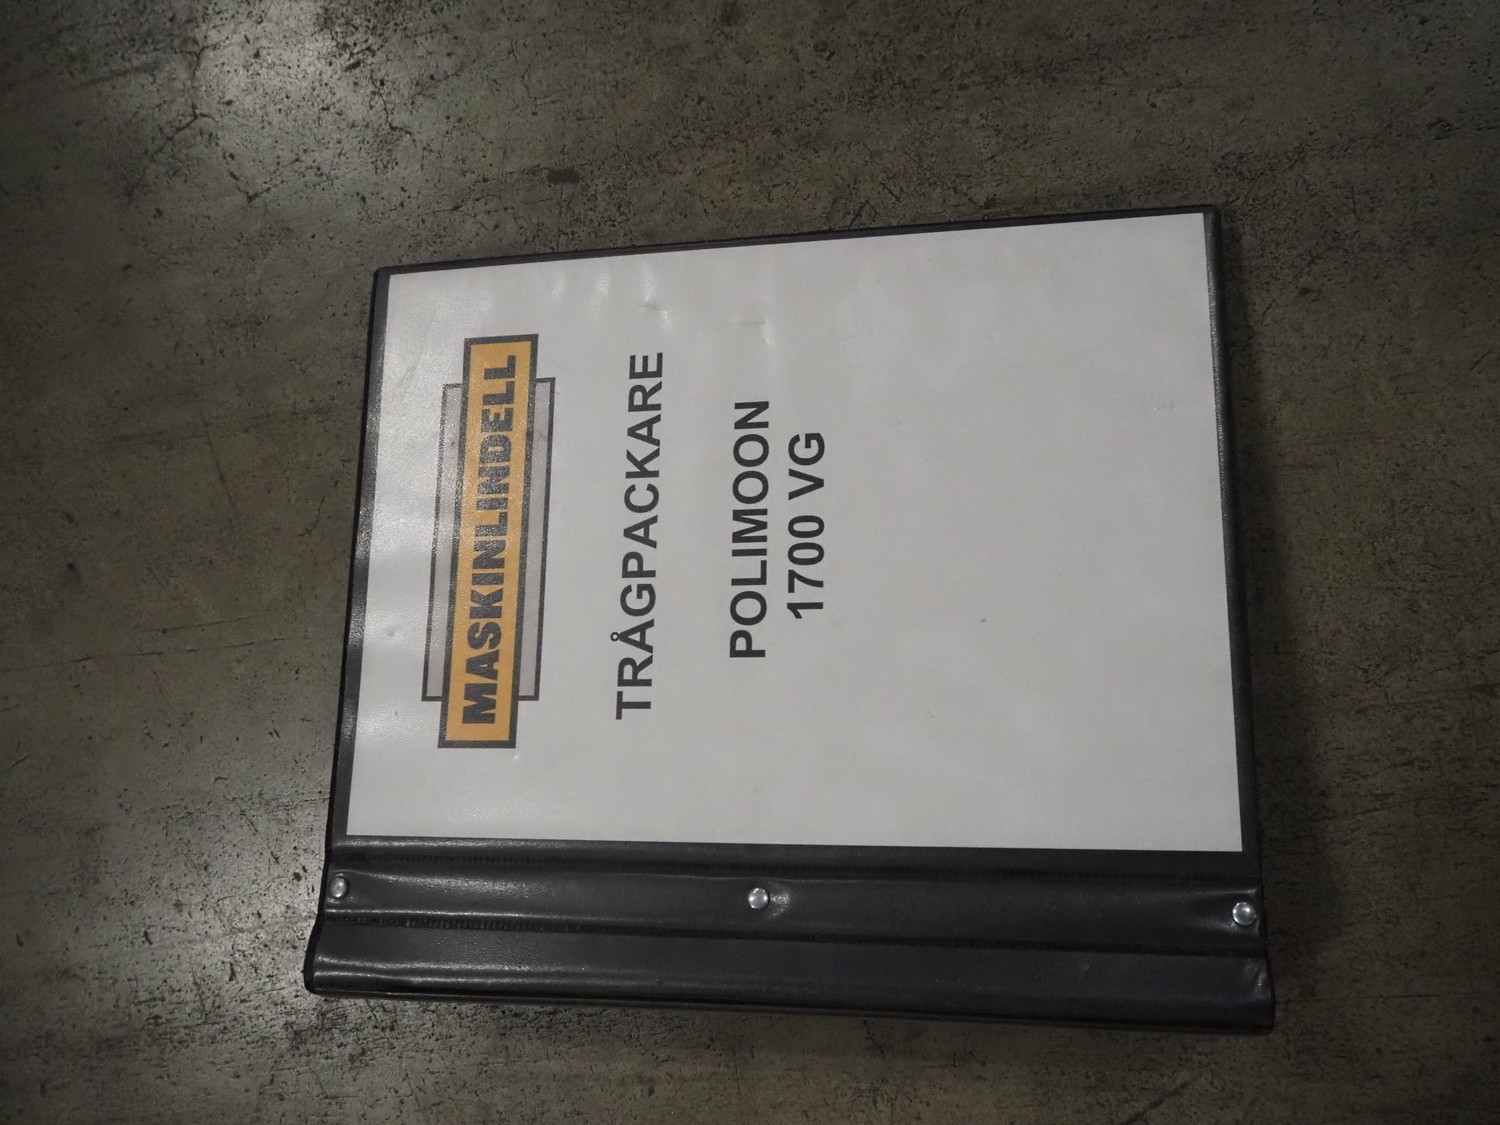 MASKINLINDELL
TRÅGPACKARE
POLIMOON
1700 VG